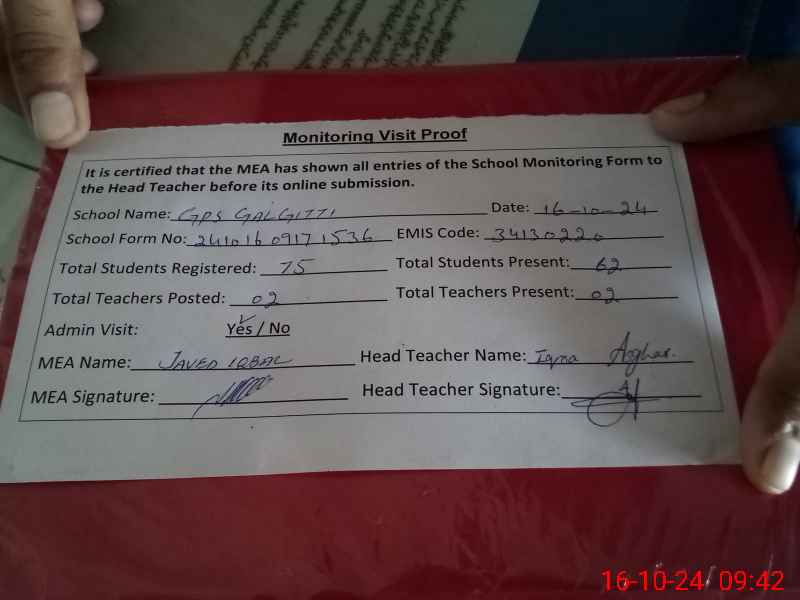 Monitoring Visit Proof
It is certified that the MEA has shown all entries of the School Monitoring Form to
the Head Teacher before its online submission.
School Name: GPS GALGITTI Date: 16-10-24
School Form No: 241016 09171536 EMIS Code: 34130220
Total Students Registered: 75 Total Students Present: 62
Total Teachers Posted: 02 Total Teachers Present: 02
Admin Visit: Yes / No
MEA Name: JAVED IQBAL Head Teacher Name: Iqra Asghar.
MEA Signature: Head Teacher Signature:
16-10-24 09:42